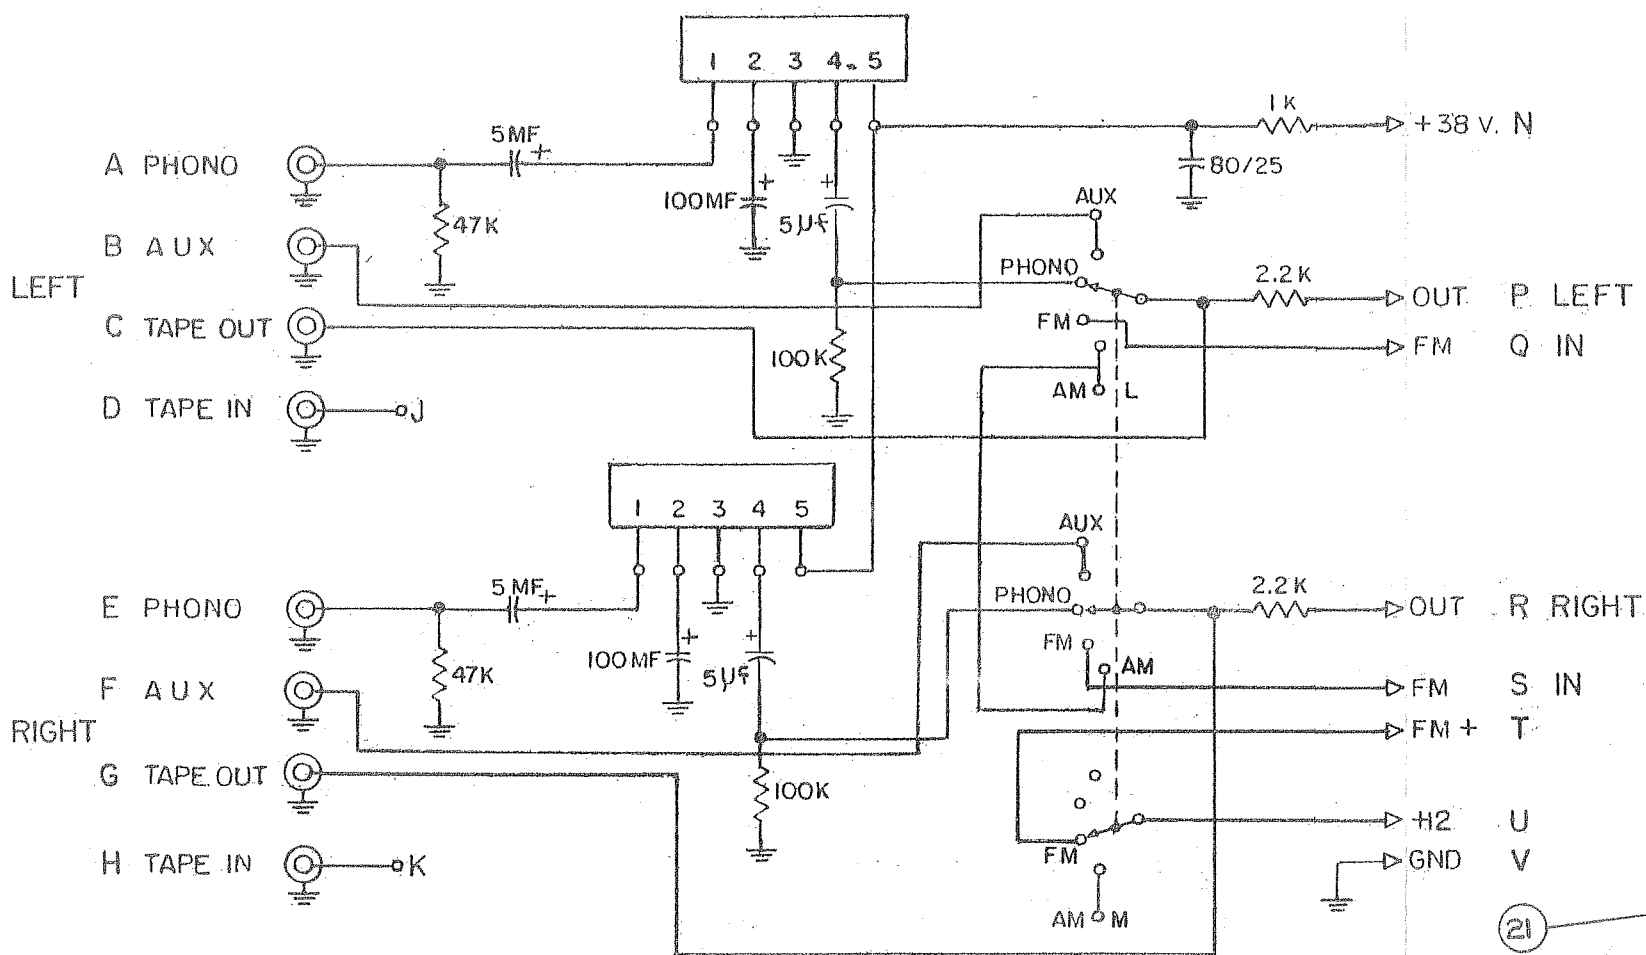 1 2 3 4. 5
1K
+38 V. N
5MF +
A PHONO
80/25
100MF +
+
5µf
AUX
47K
B AUX
PHONO
2.2K
LEFT
OUT P LEFT
C TAPE OUT
FM
100K
FM Q IN
AM L
D TAPE IN
J
1 2 3 4 5
AUX
5MF +
2.2K
E PHONO
PHONO
OUT R RIGHT
+
+
100MF
5µf
FM
AM
47K
F AUX
FM S IN
RIGHT
FM + T
G TAPE OUT
100K
H2 U
FM
GND V
H TAPE IN
K
AM M
21